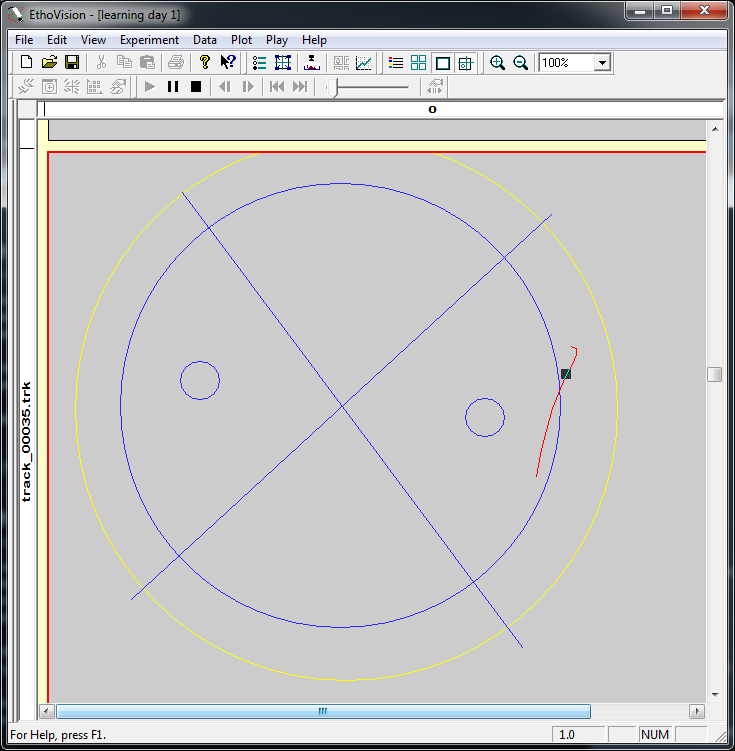 EthoVision - [learning day 1]
File Edit View Experiment Data Plot Play Help
100%
0
track_00035.trk
For Help, press F1.
1.0
NUM